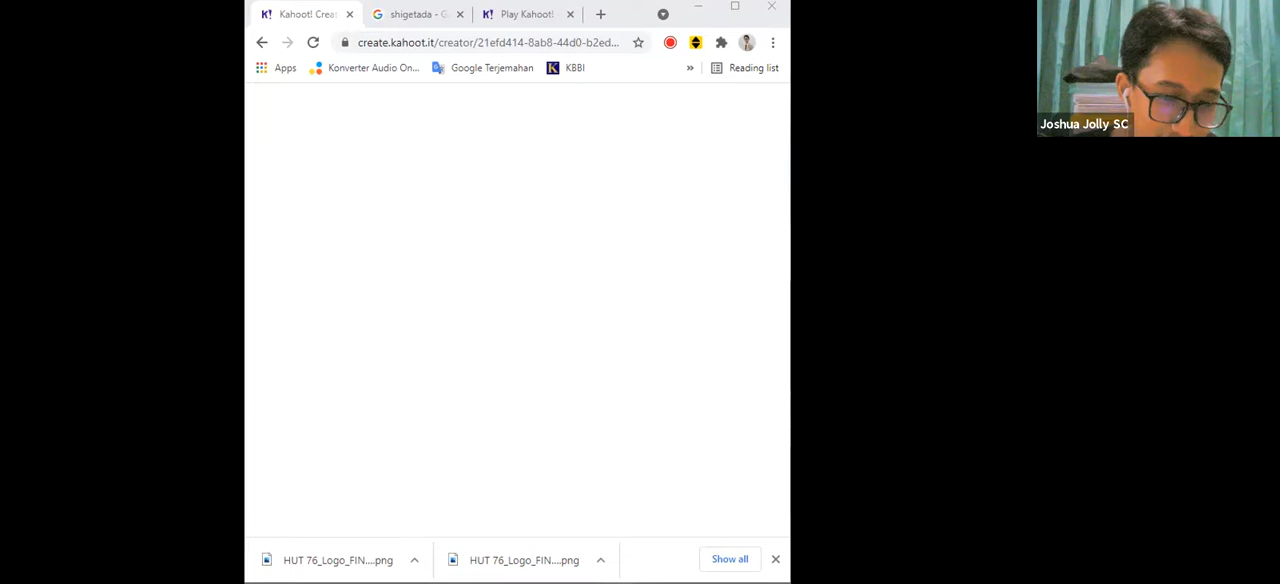 K! Kahoot! Crea
G shigetada - G
K! Play Kahoot!
create.kahoot.it/creator/21efd414-8ab8-44d0-b2ed...
Apps
Konverter Audio On...
Google Terjemahan
K KBBI
»
Reading list
Joshua Jolly SC
HUT 76_Logo_FIN....png
HUT 76_Logo_FIN....png
Show all